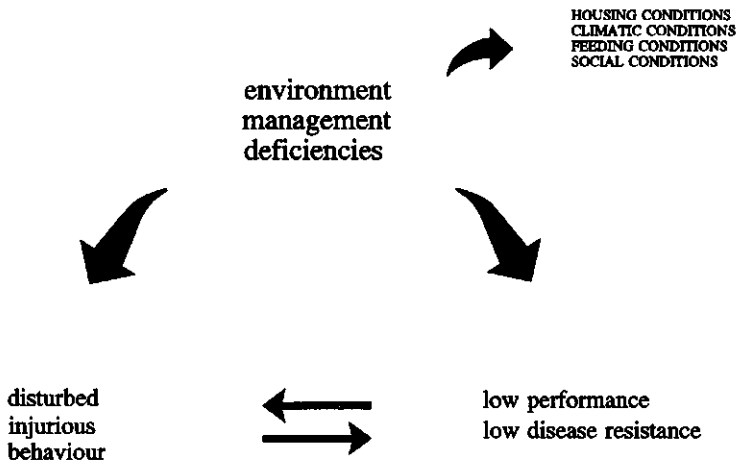 HOUSING CONDITIONS
CLIMATIC CONDITIONS
FEEDING CONDITIONS
SOCIAL CONDITIONS
environment
management
deficiencies
disturbed
injurious
behaviour
low performance
low disease resistance